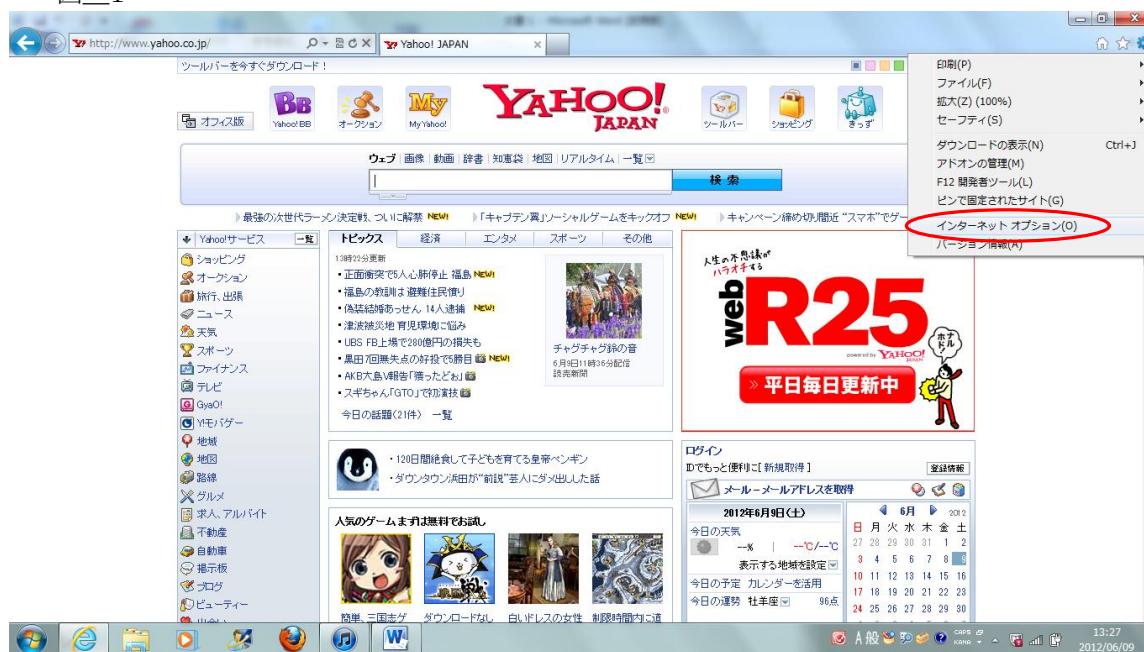 図 1
http://www.yahoo.co.jp/
Yahoo! JAPAN
ツールバーを今すぐダウンロード!
オフィス版
BB
Yahoo! BB
オークション
My
My Yahoo!
YAHOO!
JAPAN
ツールバー
ショッピング
きっず
印刷(P)
ファイル(F)
拡大(Z) (100%)
セーフティ(S)
ダウンロードの表示(N) Ctrl+J
アドオンの管理(M)
F12 開発者ツール(L)
ピンで固定されたサイト(G)
インターネット オプション(O)
バージョン情報(A)
ウェブ 画像 動画 辞書 知恵袋 地図 リアルタイム 一覧
検索
最強の次世代ラーメン決定戦、ついに解禁 NEW!
「キャプテン翼」ソーシャルゲームをキックオフ NEW!
キャンペーン締め切り間近 “スマホ”でゲー
Yahoo!サービス 一覧
ショッピング
オークション
旅行、出張
ニュース
天気
スポーツ
ファイナンス
テレビ
GyaO!
Y!モバゲー
地域
地図
路線
グルメ
求人、アルバイト
不動産
自動車
掲示板
ブログ
ビューティー
出会い
トピックス 経済 エンタメ スポーツ その他
13時22分更新
・正面衝突で5人心肺停止 福島 NEW!
・福島の教訓は 避難住民憤り
・偽装結婚あっせん 14人逮捕 NEW!
・津波被災地 育児環境に悩み
・UBS FB上場で280億円の損失も
・黒田7回無失点の好投で5勝目 NEW!
・AKB大島V報告「獲ったどぉ」
・スギちゃん「GTO」で初演技
今日の話題(21件) 一覧
チャグチャグ鈴の音
6月9日11時36分配信
読売新聞
・120日間絶食して子どもを育てる皇帝ペンギン
・ダウンタウン浜田が“前説”芸人にダメ出しした話
人気のゲーム まずは無料でお試し
簡単、三国志ゲ
ダウンロードなし
白いドレスの女性
制限時間内に道
人生の不思議が
ハラオチする
web R25
powered by YAHOO!
ナルホド!
平日毎日更新中
ログイン
IDでもっと便利に[ 新規取得 ]
登録情報
メール - メールアドレスを取得
2012年6月9日(土)
今日の天気
--% | --℃/--℃
表示する地域を設定
今日の予定 カレンダーを活用
今日の運勢 牡羊座 96点
6月 2012
日 月 火 水 木 金 土
27 28 29 30 31 1 2
3 4 5 6 7 8 9
10 11 12 13 14 15 16
17 18 19 20 21 22 23
24 25 26 27 28 29 30
A 般
CAPS
KANA
13:27
2012/06/09